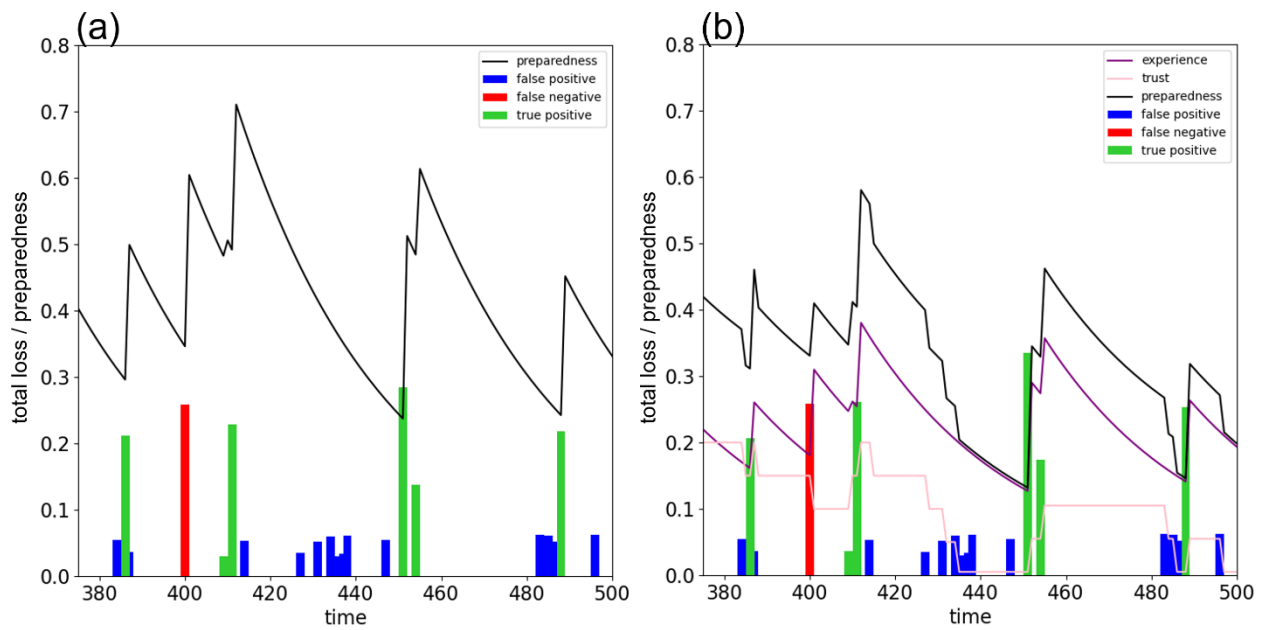 (a)
total loss / preparedness
0.8
0.7
0.6
0.5
0.4
0.3
0.2
0.1
0.0
preparedness
false positive
false negative
true positive
380
400
420
440
460
480
500
time
(b)
total loss / preparedness
0.8
0.7
0.6
0.5
0.4
0.3
0.2
0.1
0.0
experience
trust
preparedness
false positive
false negative
true positive
380
400
420
440
460
480
500
time